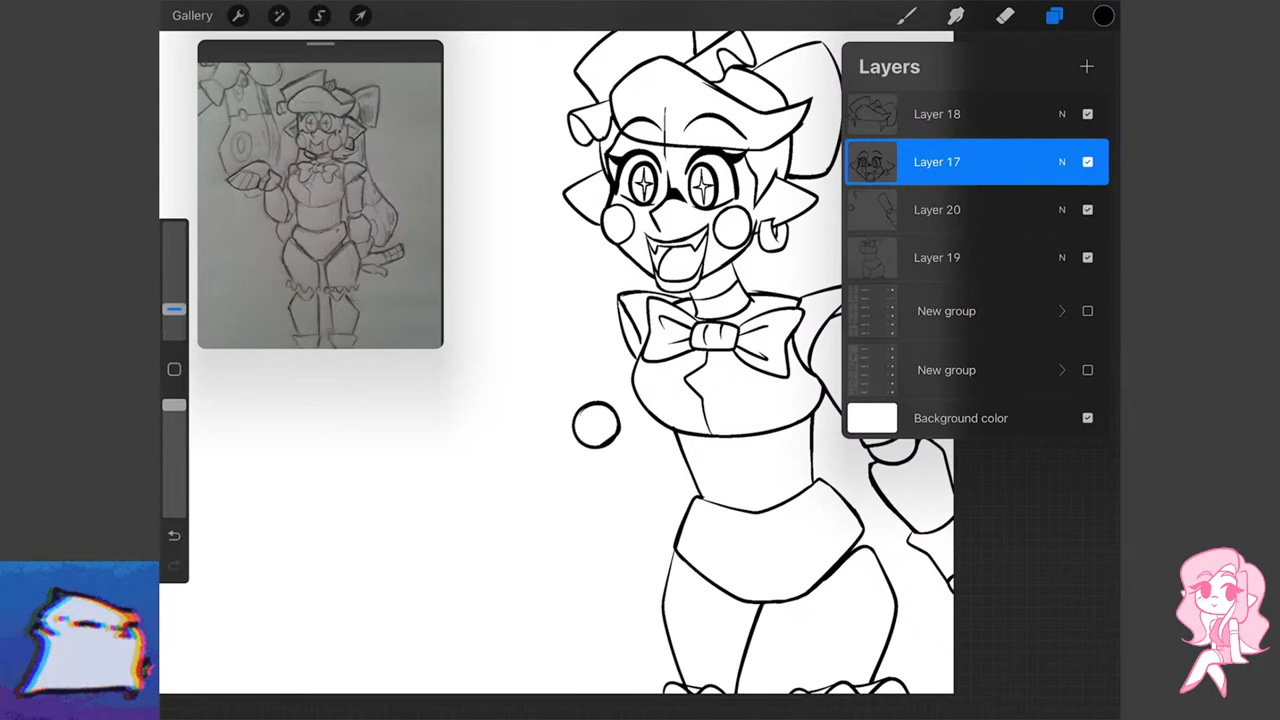 Gallery
Layers
Layer 18 N
Layer 17 N
Layer 20 N
Layer 19 N
New group
New group
Background color